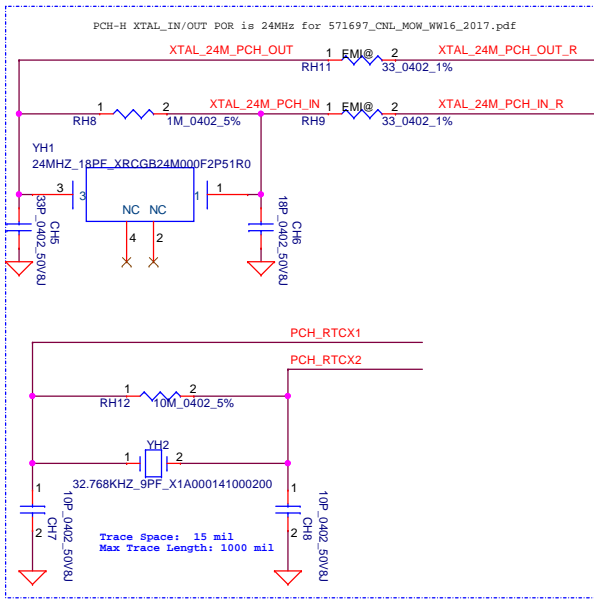 PCH-H XTAL_IN/OUT POR is 24MHz for 571697_CNL_MOW_WW16_2017.pdf
XTAL_24M_PCH_OUT
1 EMI@ 2
XTAL_24M_PCH_OUT_R
RH11
33_0402_1%
1 2
XTAL_24M_PCH_IN
1 EMI@ 2
XTAL_24M_PCH_IN_R
RH8
1M_0402_5%
RH9
33_0402_1%
YH1
24MHZ_18PF_XRCGB24M000F2P51R0
3
3
1
1
NC NC
4
2
33P_0402_50V8J
CH5
18P_0402_50V8J
CH6
PCH_RTCX1
PCH_RTCX2
1 2
RH12
10M_0402_5%
YH2
1 2
32.768KHZ_9PF_X1A000141000200
1
2
10P_0402_50V8J
CH7
1
2
10P_0402_50V8J
CH8
Trace Space: 15 mil
Max Trace Length: 1000 mil